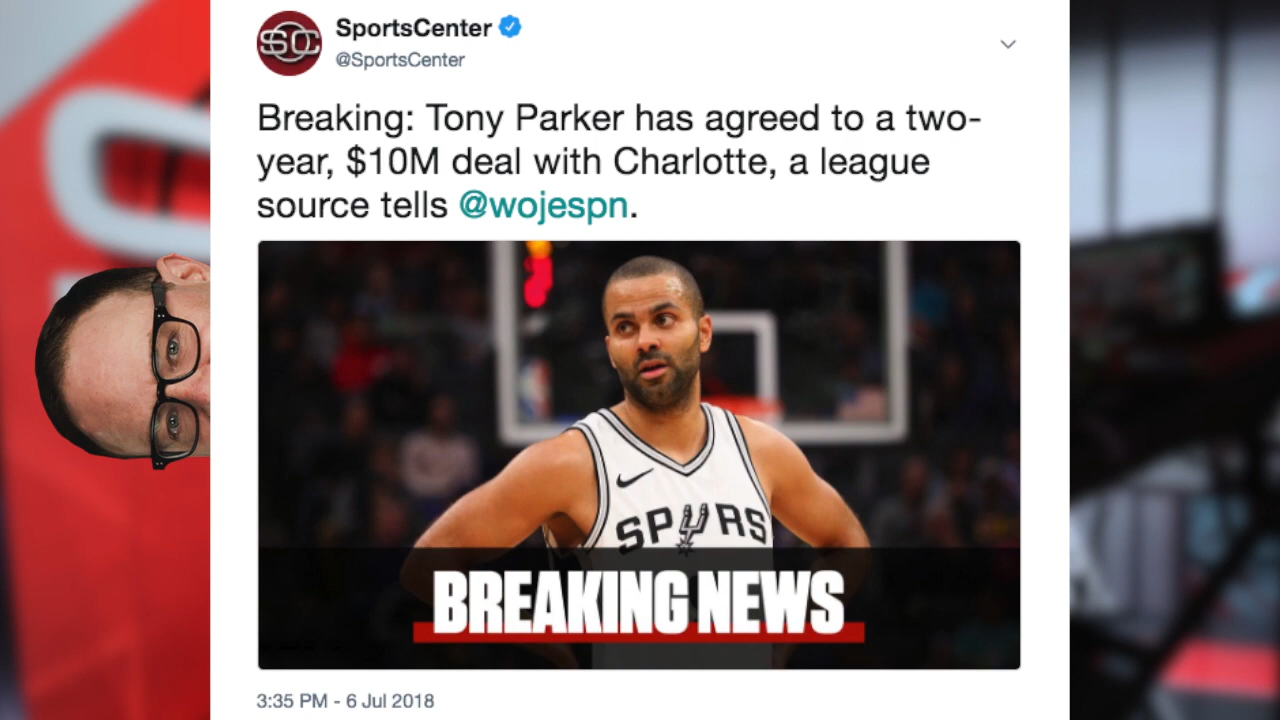 SC
SportsCenter
@SportsCenter
Breaking: Tony Parker has agreed to a two-
year, $10M deal with Charlotte, a league
source tells @wojespn.
SPURS
BREAKING NEWS
3:35 PM - 6 Jul 2018